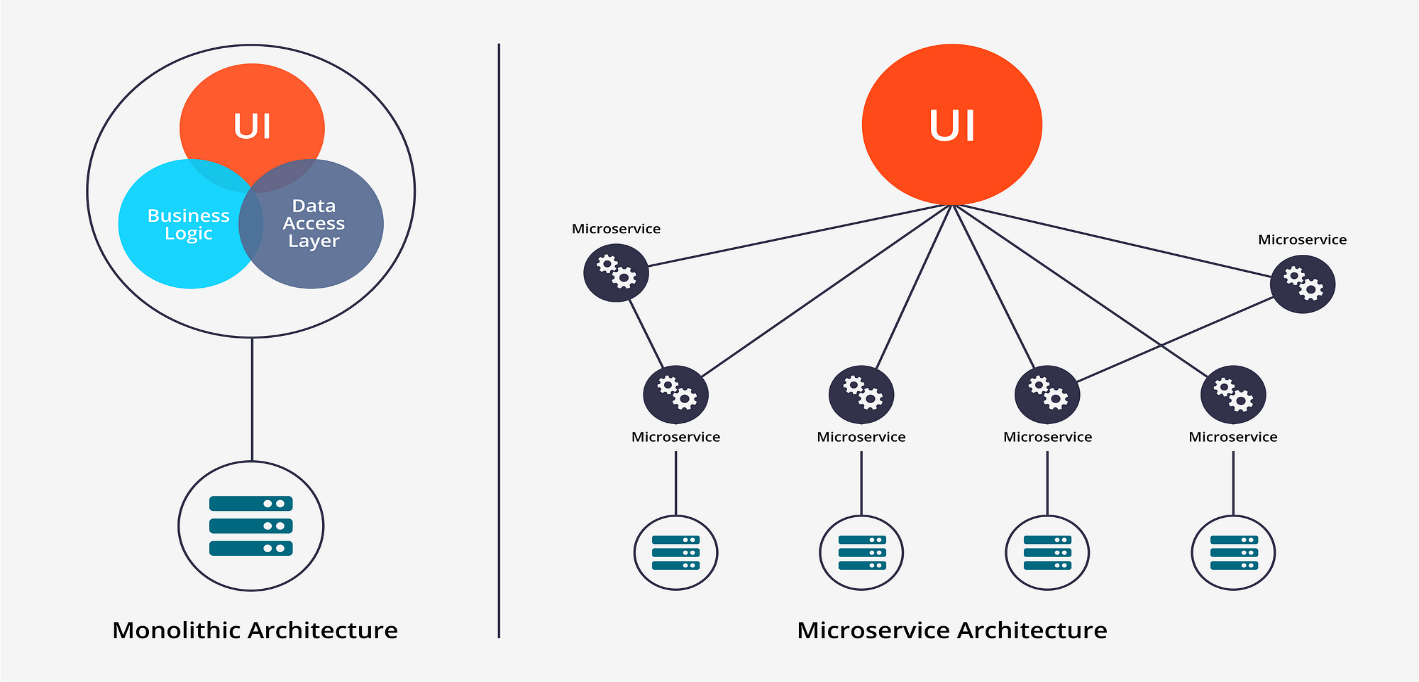 UI
Business
Logic
Data
Access
Layer
Monolithic Architecture
UI
Microservice
Microservice
Microservice
Microservice
Microservice
Microservice
Microservice Architecture